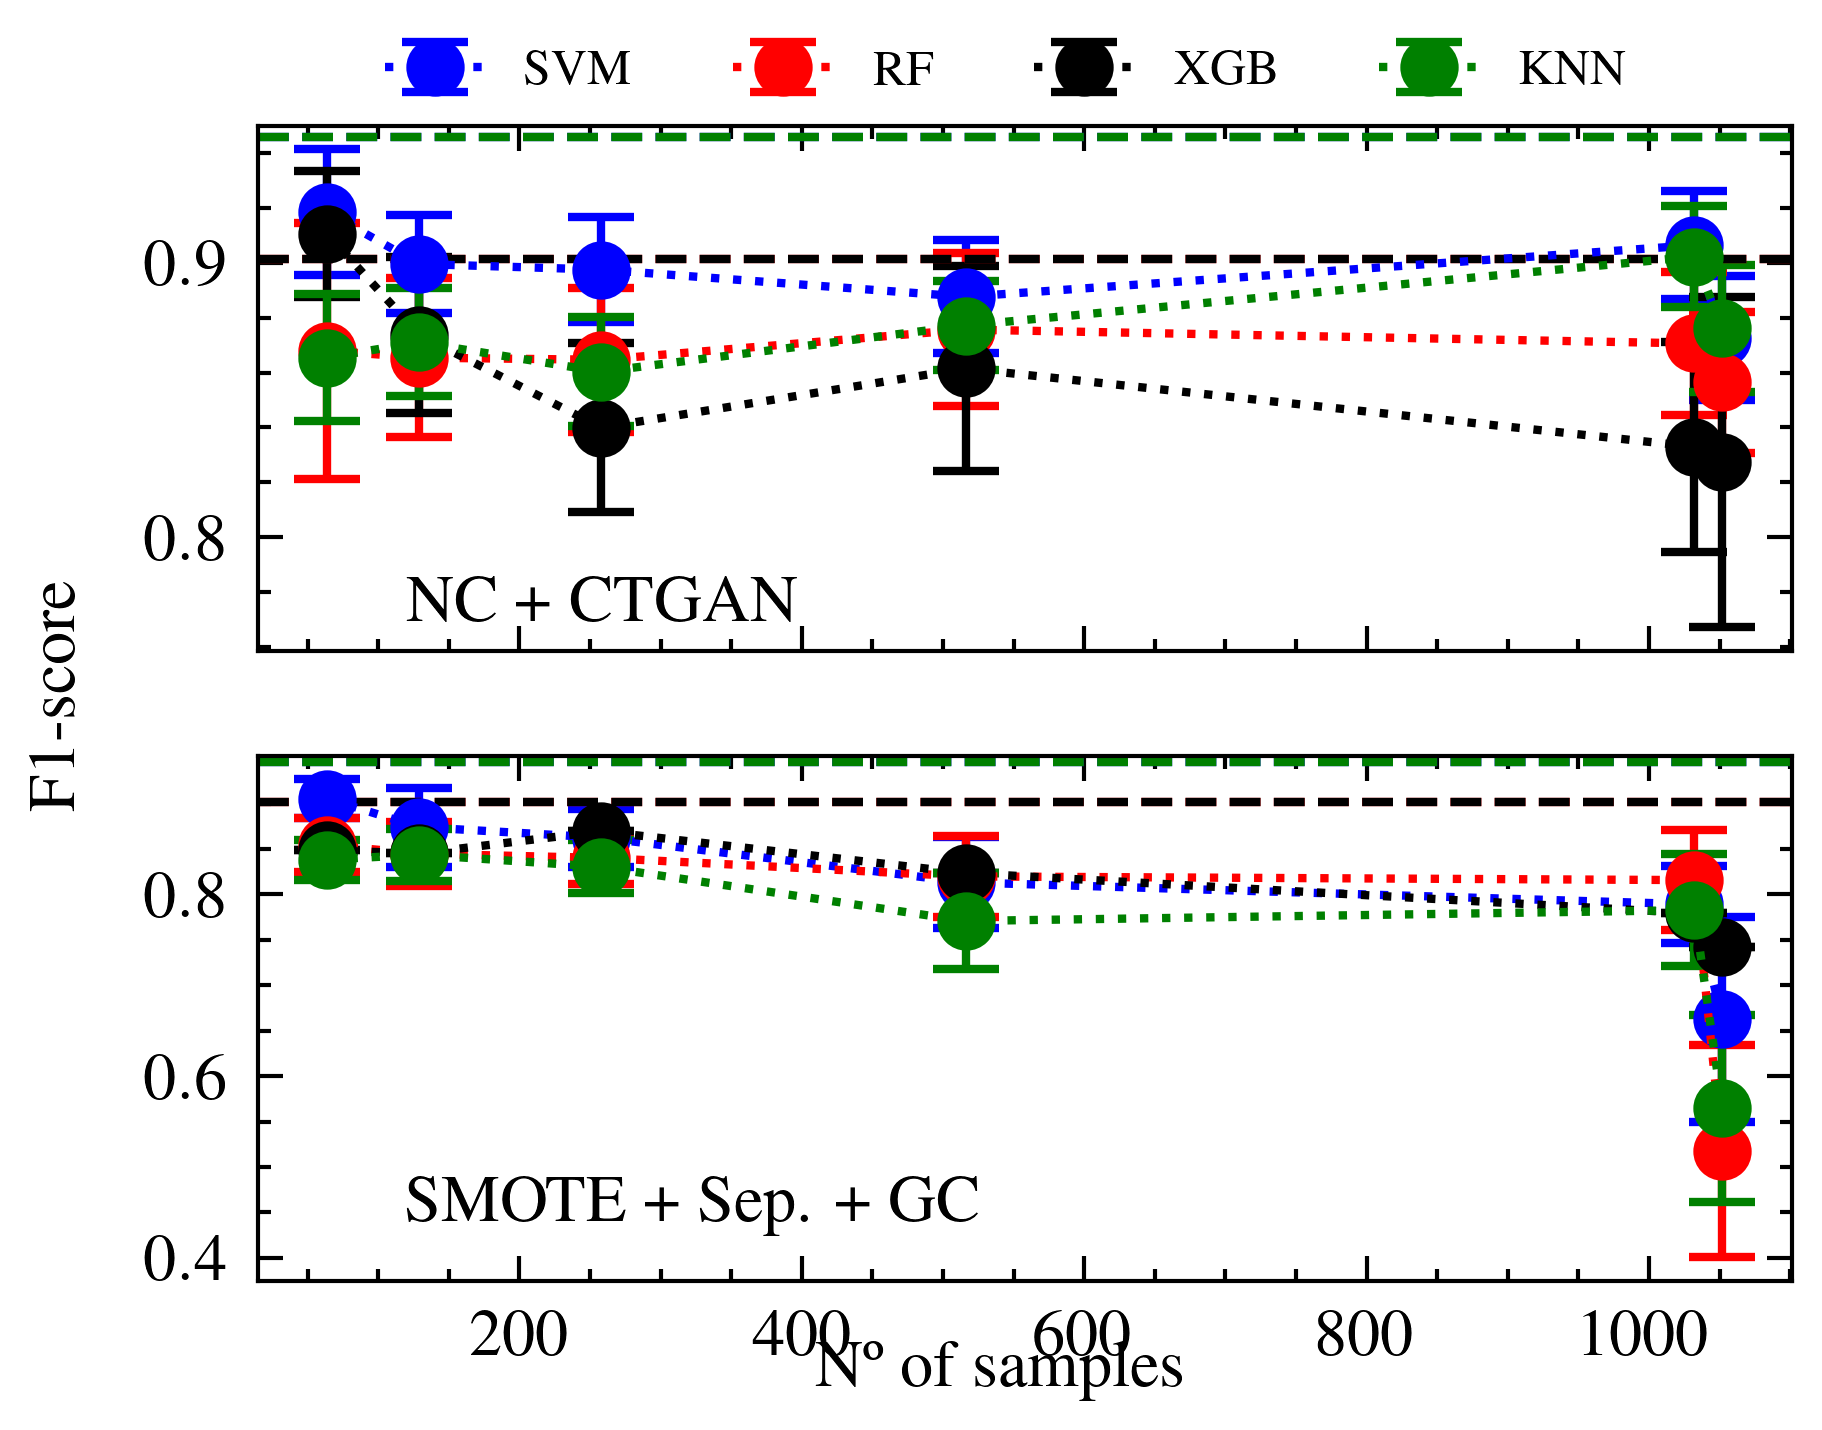 SVM RF XGB KNN
0.9
0.8
NC + CTGAN
F1-score
0.8
0.6
0.4
SMOTE + Sep. + GC
200 400 600 800 1000
Nº of samples